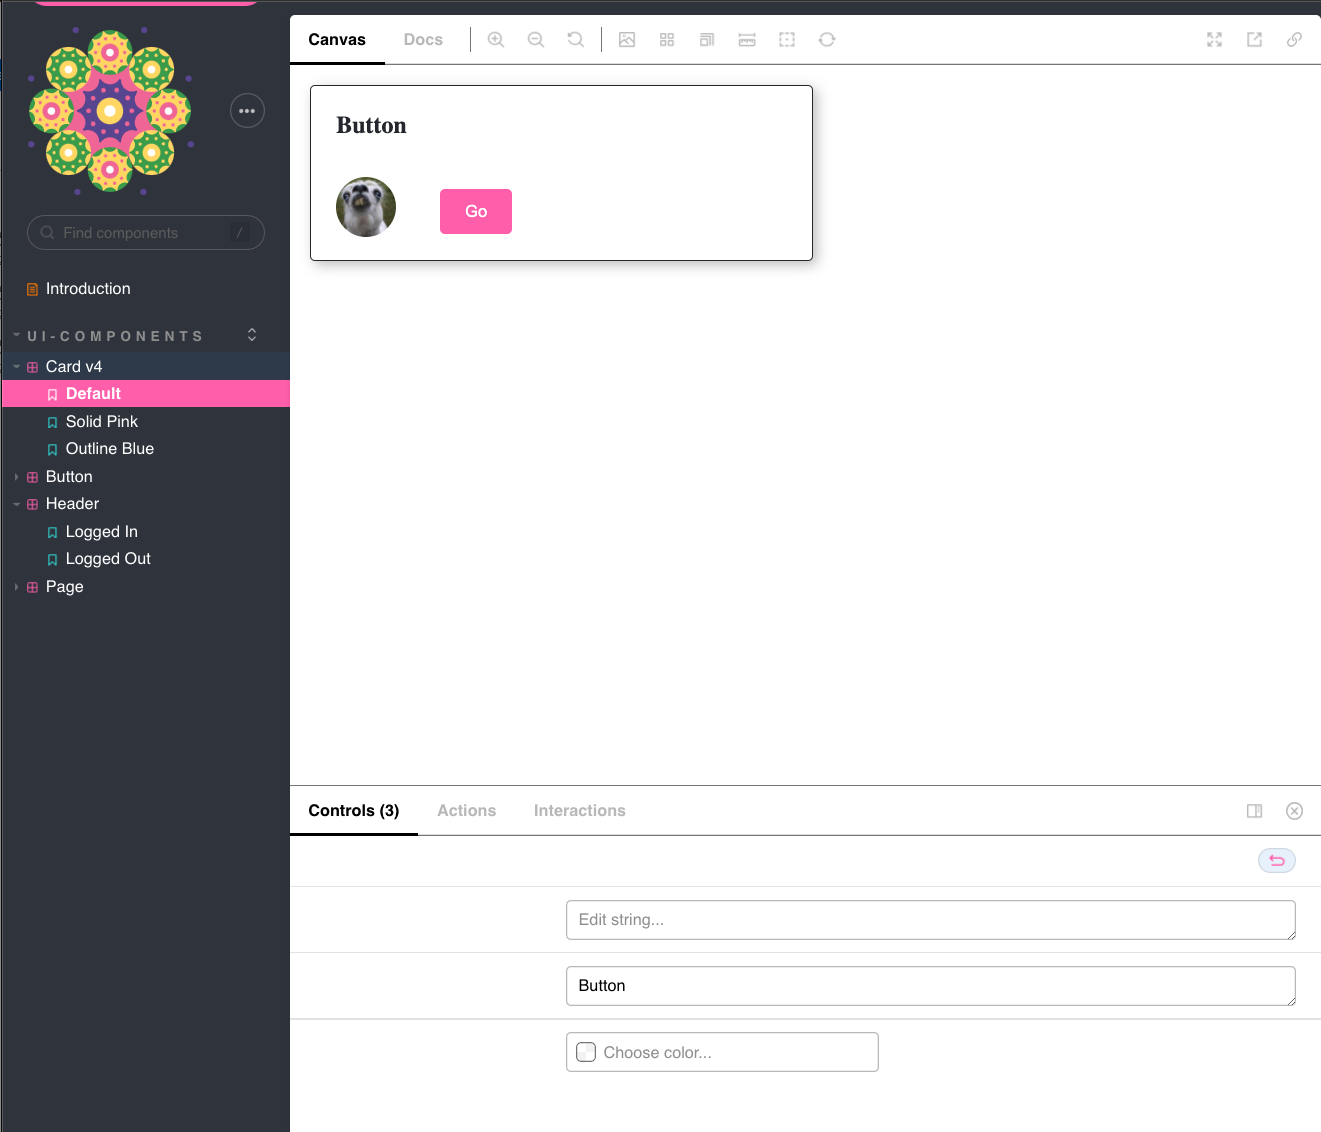 Find components
/
Introduction
UI-COMPONENTS
Card v4
Default
Solid Pink
Outline Blue
Button
Header
Logged In
Logged Out
Page
Canvas
Docs
Button
Go
Controls (3)
Actions
Interactions
Edit string...
Button
Choose color...